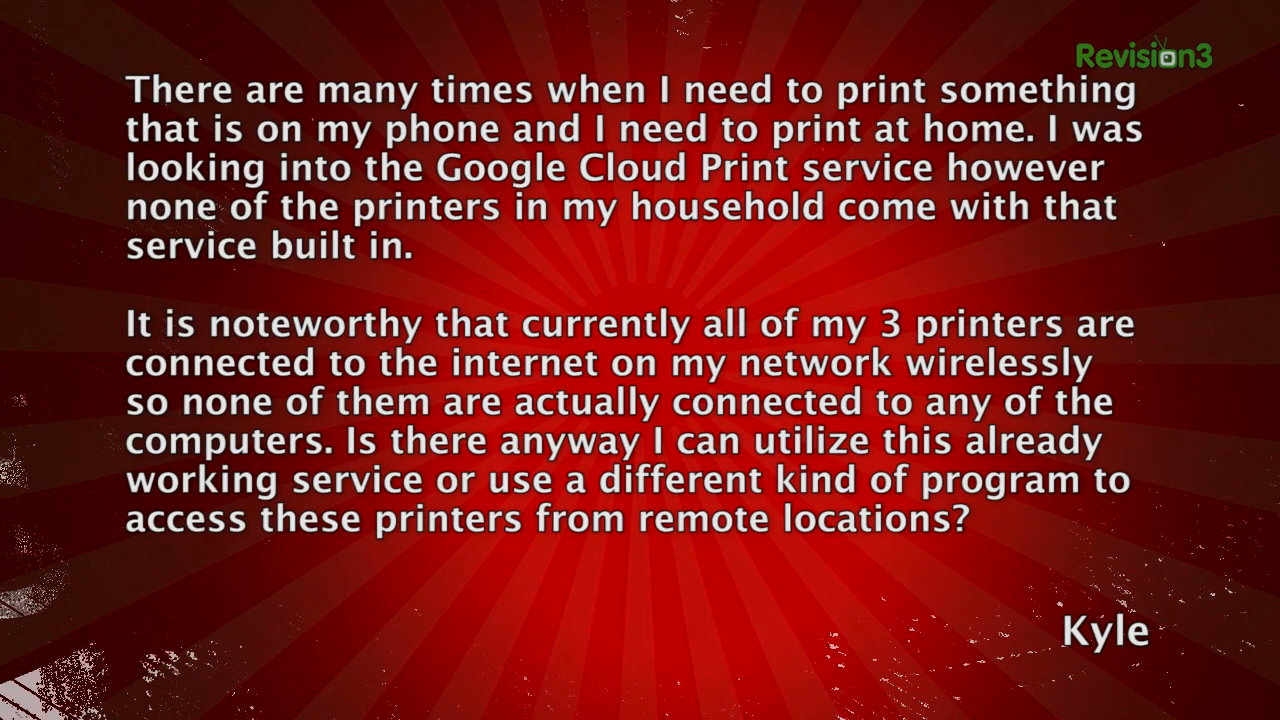 Revision3
There are many times when I need to print something
that is on my phone and I need to print at home. I was
looking into the Google Cloud Print service however
none of the printers in my household come with that
service built in.
It is noteworthy that currently all of my 3 printers are
connected to the internet on my network wirelessly
so none of them are actually connected to any of the
computers. Is there anyway I can utilize this already
working service or use a different kind of program to
access these printers from remote locations?
Kyle